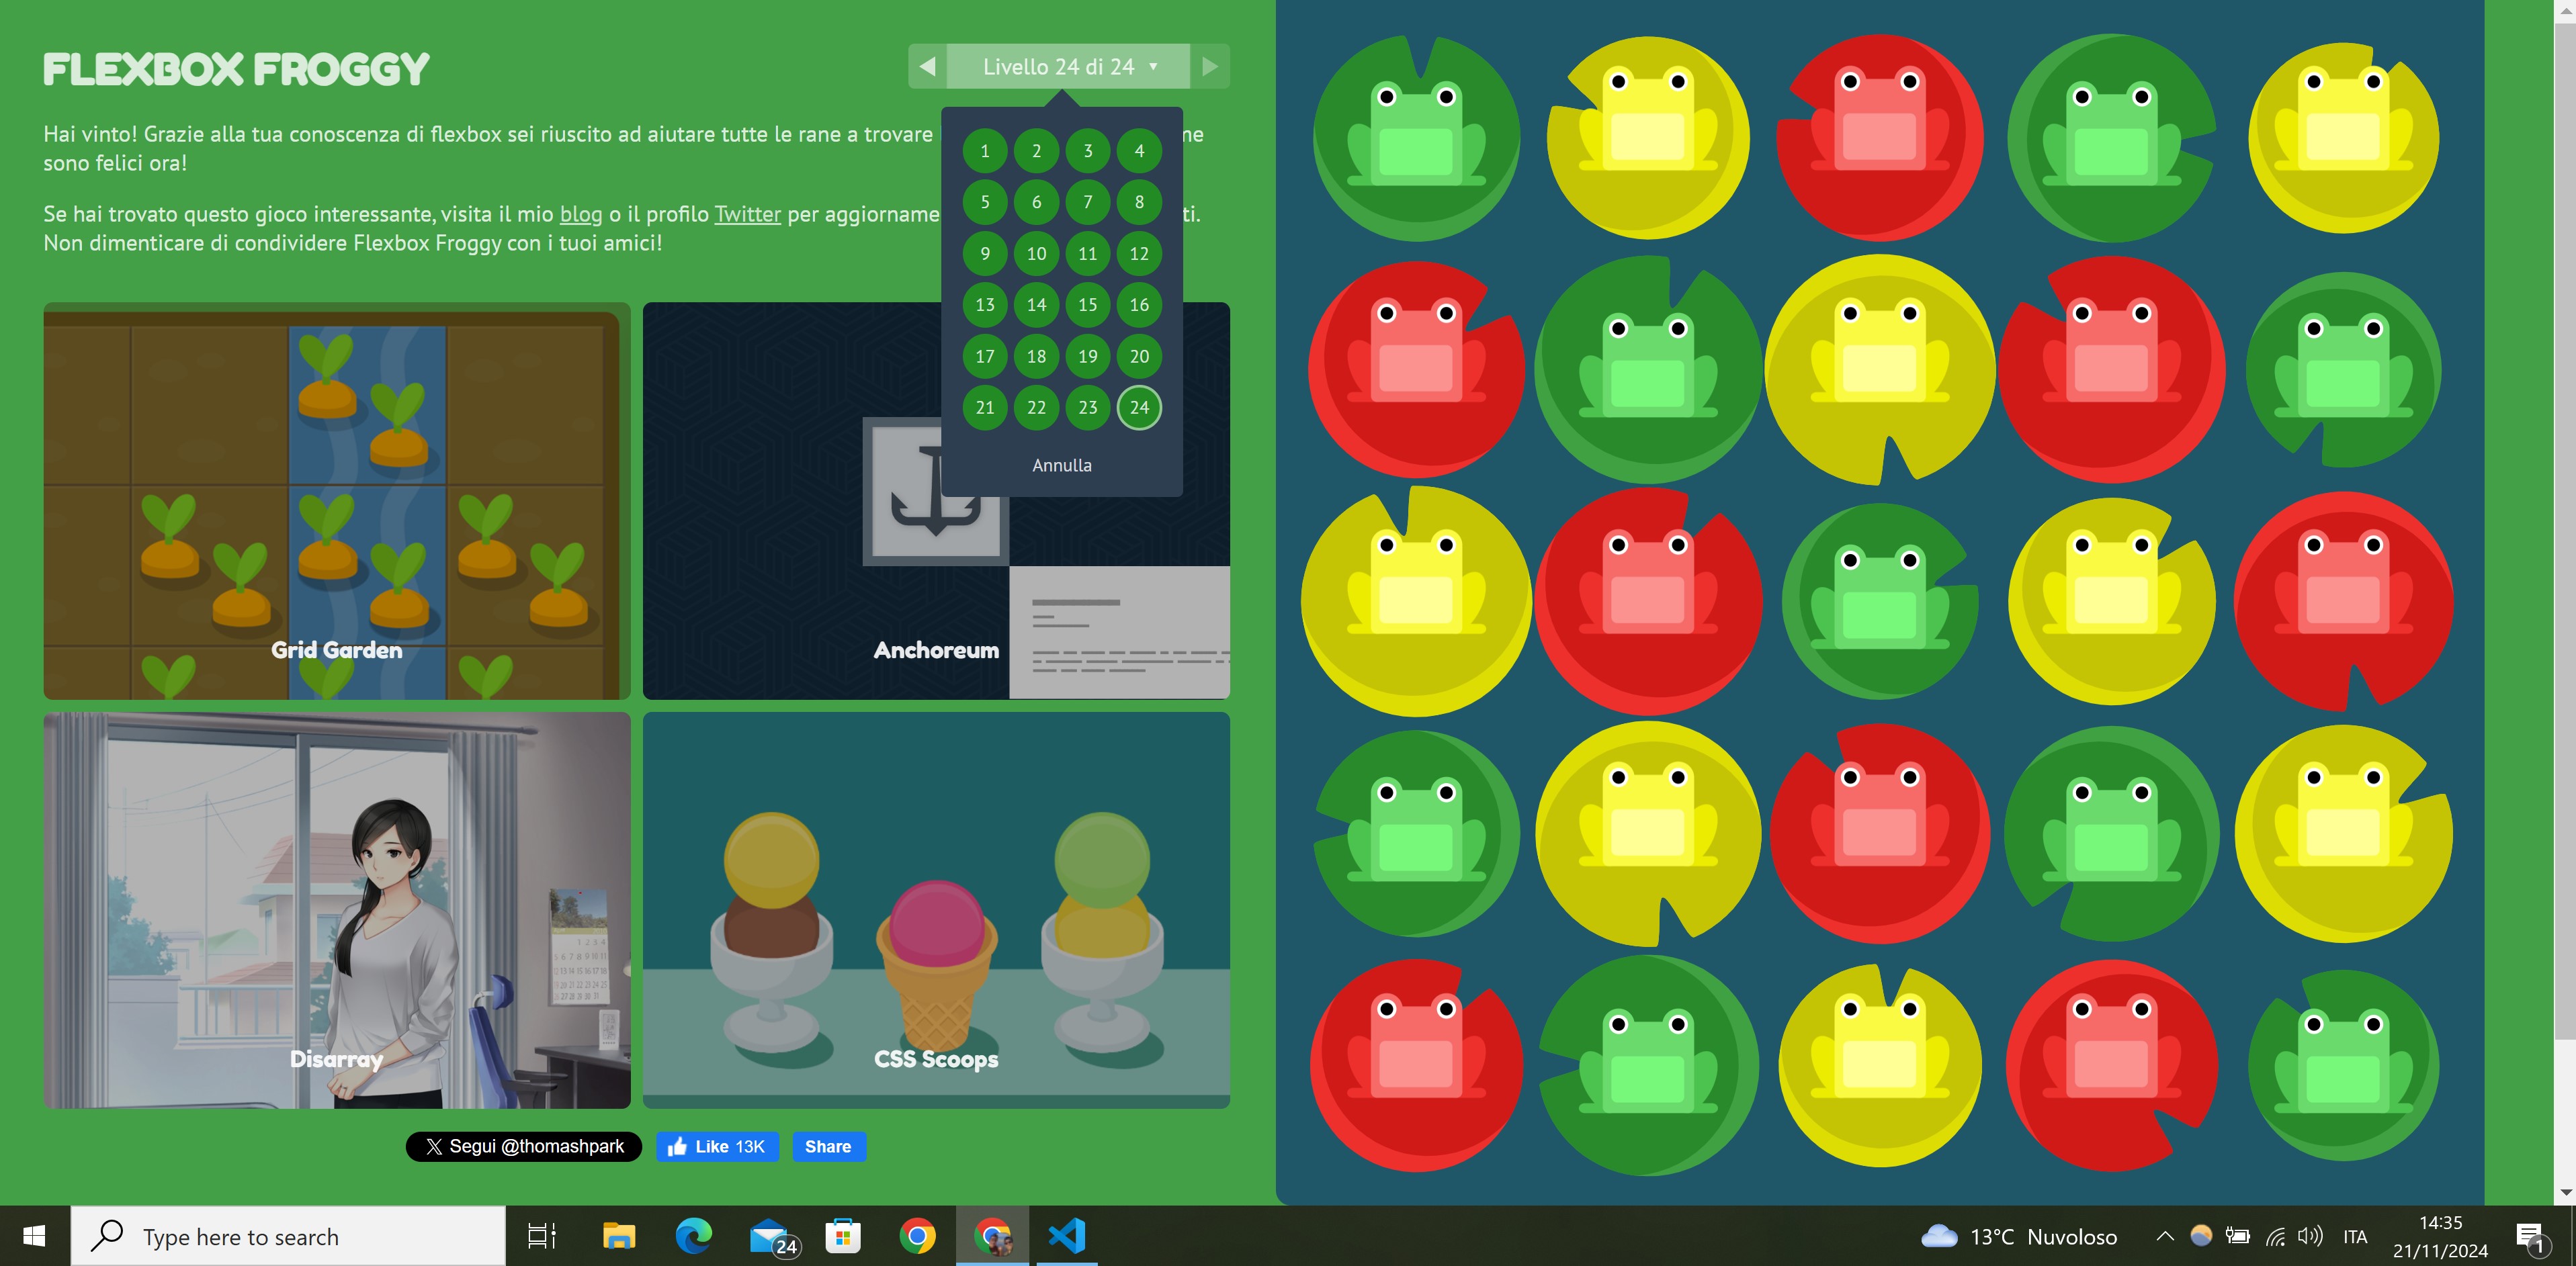 FLEXBOX FROGGY
◀ Livello 24 di 24 ▼ ▶
Hai vinto! Grazie alla tua conoscenza di flexbox sei riuscito ad aiutare tutte le rane a trovare
ne
sono felici ora!
Se hai trovato questo gioco interessante, visita il mio blog o il profilo Twitter per aggiorname
ti.
Non dimenticare di condividere Flexbox Froggy con i tuoi amici!
1 2 3 4
5 6 7 8
9 10 11 12
13 14 15 16
17 18 19 20
21 22 23 24
Annulla
Grid Garden
Anchoreum
Disarray
CSS Scoops
Segui @thomashpark
Like 13K
Share
Type here to search
24
13°C Nuvoloso
ITA
14:35
21/11/2024
1